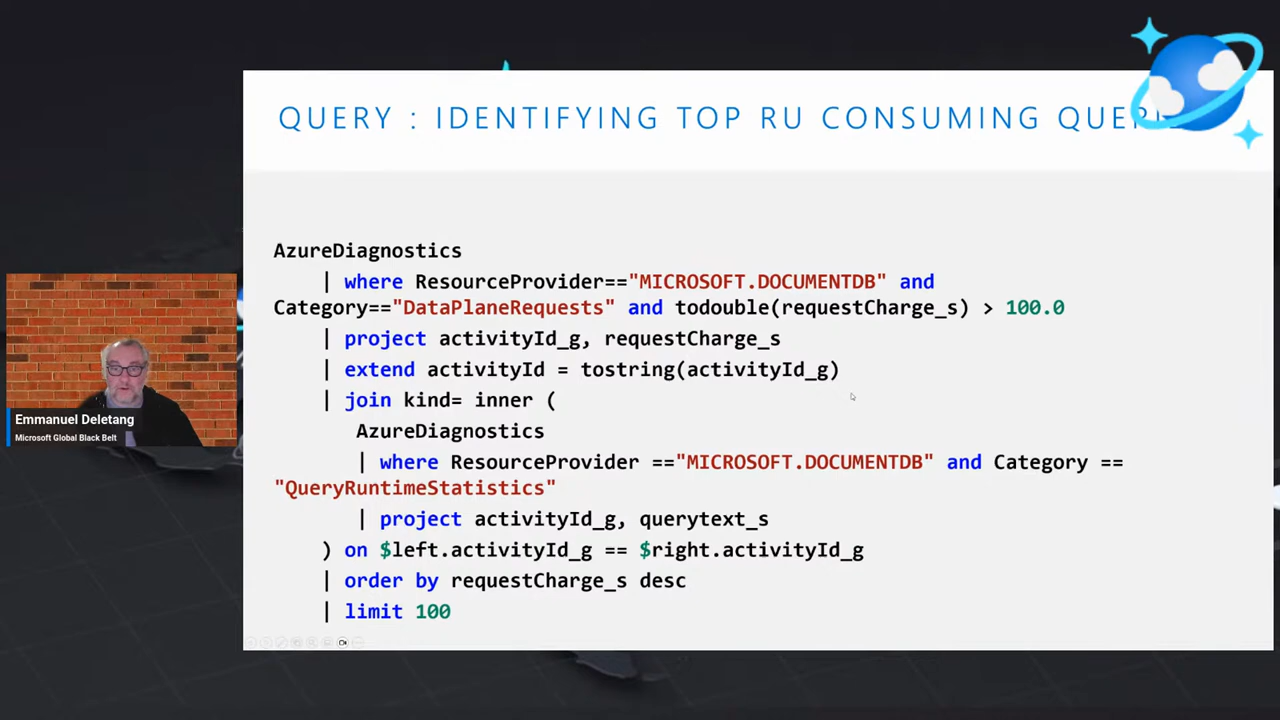 QUERY : IDENTIFYING TOP RU CONSUMING
AzureDiagnostics
| where ResourceProvider=="MICROSOFT.DOCUMENTDB" and
Category=="DataPlaneRequests" and todouble(requestCharge_s) > 100.0
| project activityId_g, requestCharge_s
| extend activityId = tostring(activityId_g)
| join kind= inner (
AzureDiagnostics
| where ResourceProvider =="MICROSOFT.DOCUMENTDB" and Category ==
"QueryRuntimeStatistics"
| project activityId_g, querytext_s
) on $left.activityId_g == $right.activityId_g
| order by requestCharge_s desc
| limit 100
Emmanuel Deletang
Microsoft Global Black Belt